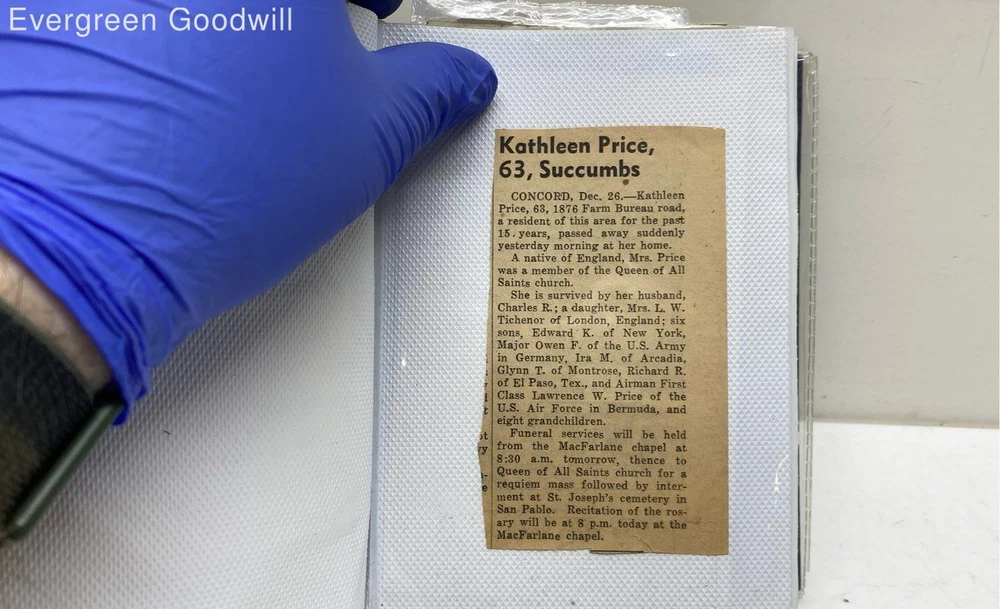 Evergreen Goodwill
Kathleen Price,
63, Succumbs
CONCORD, Dec. 26.—Kathleen
Price, 63, 1876 Farm Bureau road,
a resident of this area for the past
15 years, passed away suddenly
yesterday morning at her home.
A native of England, Mrs. Price
was a member of the Queen of All
Saints church.
She is survived by her husband,
Charles R.; a daughter, Mrs. L. W.
Tichenor of London, England; six
sons, Edward K. of New York,
Major Owen F. of the U.S. Army
in Germany, Ira M. of Arcadia,
Glynn T. of Montrose, Richard R.
of El Paso, Tex., and Airman First
Class Lawrence W. Price of the
U.S. Air Force in Bermuda, and
eight grandchildren.
Funeral services will be held
from the MacFarlane chapel at
8:30 a.m. tomorrow, thence to
Queen of All Saints church for a
requiem mass followed by inter-
ment at St. Joseph's cemetery in
San Pablo. Recitation of the ros-
ary will be at 8 p.m. today at the
MacFarlane chapel.